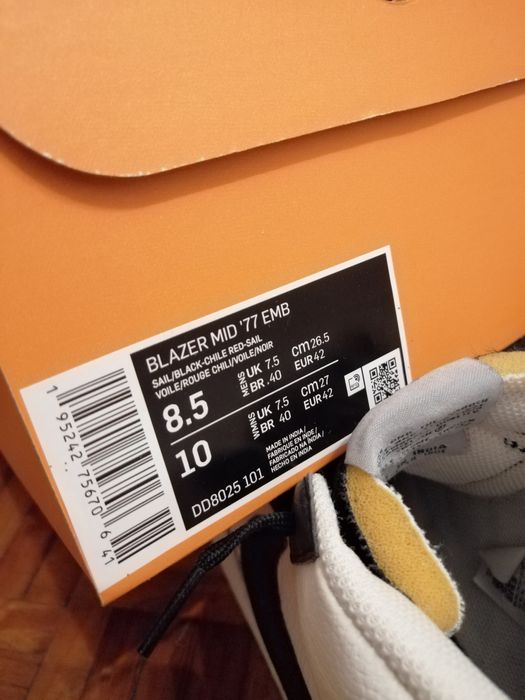 BLAZER MID '77 EMB
SAIL/BLACK-CHILE RED-SAIL
VOILE/ROUGE CHILI/VOILE/NOIR
8.5 MENS UK 7.5 CM 26.5
BR. 40 EUR 42
10 WMNS UK 7.5 CM 27
BR 40 EUR 42
DD8025 101
MADE IN INDIA /
FABRIQUE EN INDE /
FABRICADO NA ÍNDIA /
HECHO EN INDIA
1 95242 75670 6 41
INDIA